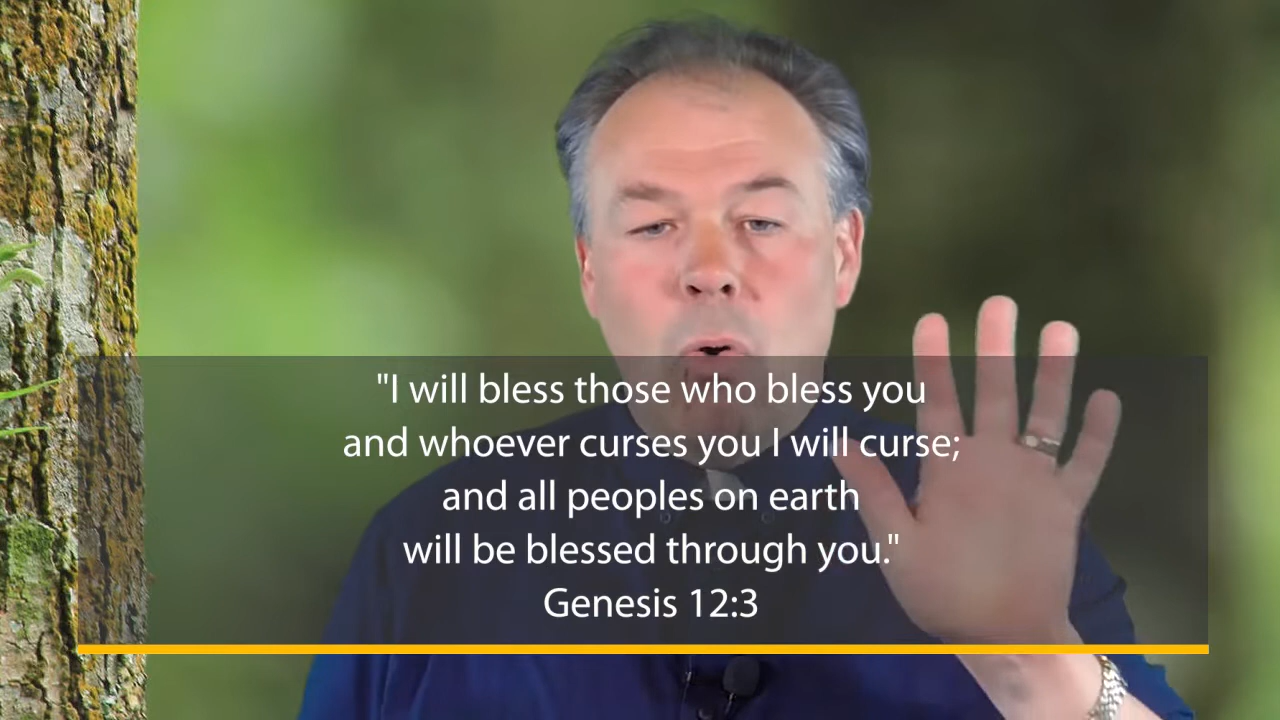 "I will bless those who bless you
and whoever curses you I will curse;
and all peoples on earth
will be blessed through you."
Genesis 12:3